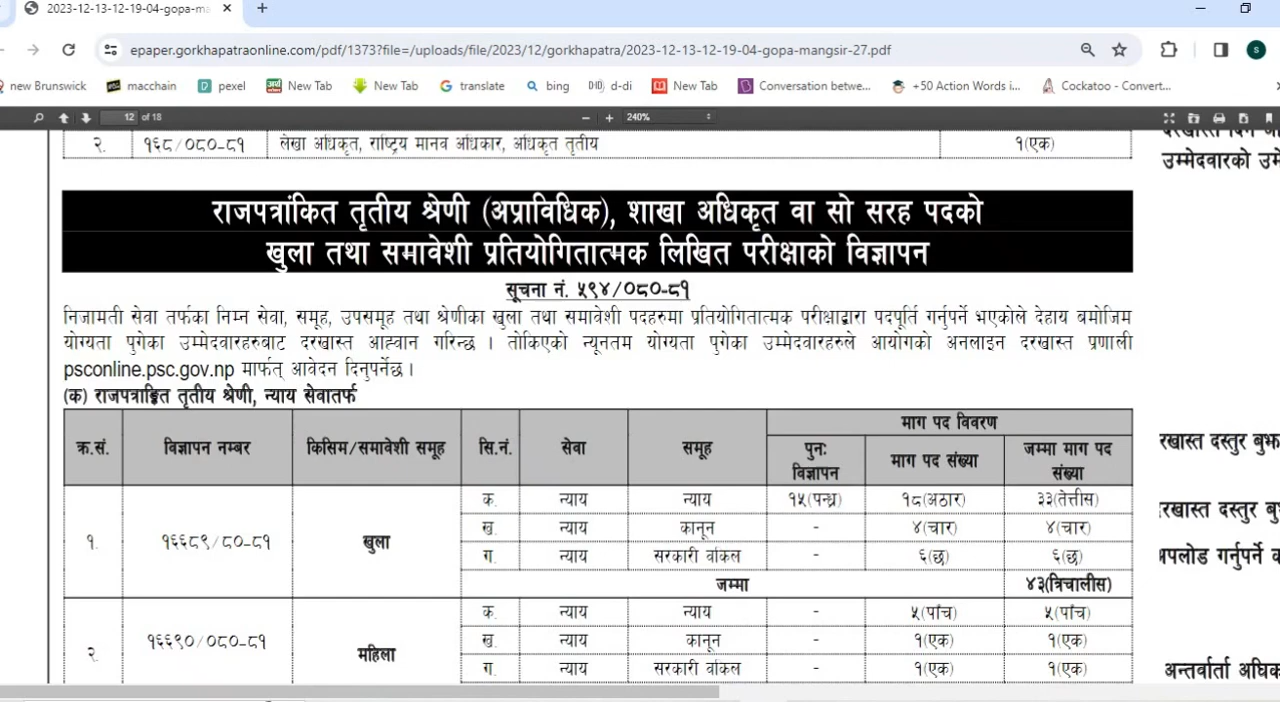 2023-12-13-12-19-04-gopa-ma
epaper.gorkhapatraonline.com/pdf/1373?file=/uploads/file/2023/12/gorkhapatra/2023-12-13-12-19-04-gopa-mangsir-27.pdf
S
new Brunswick macchain pexel New Tab New Tab translate bing d-di New Tab Conversation betwe... +50 Action Words i... Cockatoo - Convert...
12 of 18 240%
२. १६८/०८०-८१ लेखा अधिकृत, राष्ट्रिय मानव अधिकार, अधिकृत तृतीय १(एक)
उम्मेदवारको
राजपत्रांकित तृतीय श्रेणी (अप्राविधिक), शाखा अधिकृत वा सो सरह पदको
खुला तथा समावेशी प्रतियोगितात्मक लिखित परीक्षाको विज्ञापन
सूचना नं. ५९४/०८०-८१
निजामती सेवा तर्फका निम्न सेवा, समूह, उपसमूह तथा श्रेणीका खुला तथा समावेशी पदहरुमा प्रतियोगितात्मक परीक्षाद्वारा पदपूर्ति गर्नुपर्ने भएकोले देहाय बमोजिम
योग्यता पुगेका उम्मेदवारहरुबाट दरखास्त आह्वान गरिन्छ । तोकिएको न्यूनतम योग्यता पुगेका उम्मेदवारहरुले आयोगको अनलाइन दरखास्त प्रणाली
psconline.psc.gov.np मार्फत् आवेदन दिनुपर्नेछ ।
(क) राजपत्राङ्कित तृतीय श्रेणी, न्याय सेवातर्फ
माग पद विवरण
क्र.सं. विज्ञापन नम्बर किसिम/समावेशी समूह सि.नं. सेवा समूह पुनः विज्ञापन माग पद संख्या जम्मा माग पद संख्या
रखास्त दस्तुर
क. न्याय न्याय १५(पन्ध्र) १८(अठार) ३३(तेत्तीस)
रखास्त दस्तुर
१. १६६८९/८०-८१ खुला ख. न्याय कानून - ४(चार) ४(चार)
ग. न्याय सरकारी वकिल - ६(छ) ६(छ)
पलोड गर्नुपर्ने
जम्मा ४३(त्रिचालीस)
क. न्याय न्याय - ५(पांच) ५(पांच)
२. १६६९०/०८०-८१ महिला ख. न्याय कानून - १(एक) १(एक)
ग. न्याय सरकारी वकिल - १(एक) १(एक)
अन्तर्वार्ता